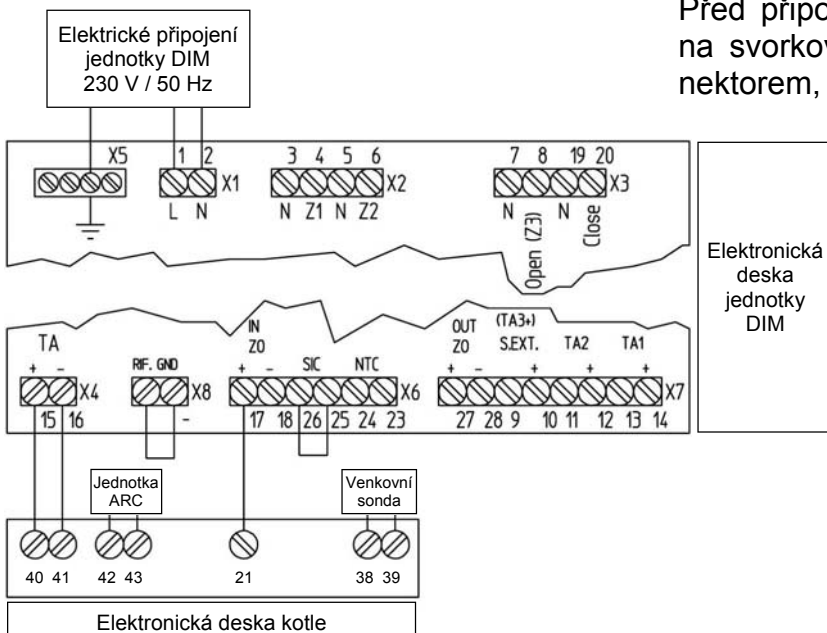 Před připo
na svorkov
nektorem,
Elektrické připojení
jednotky DIM
230 V / 50 Hz
X5 1 2 3 4 5 6 7 8 19 20
X1 X2 X3
L N N Z1 N Z2 N Open (Z3) N Close
Elektronická
deska
jednotky
DIM
TA
RIF. GND
IN
Z0
SIC NTC
OUT
Z0
(TA3+)
S.EXT. TA2 TA1
+ - + - + - + + +
X4 X8 X6 X7
15 16 - 17 18 26 25 24 23 27 28 9 10 11 12 13 14
Jednotka
ARC
Venkovní
sonda
40 41 42 43 21 38 39
Elektronická deska kotle